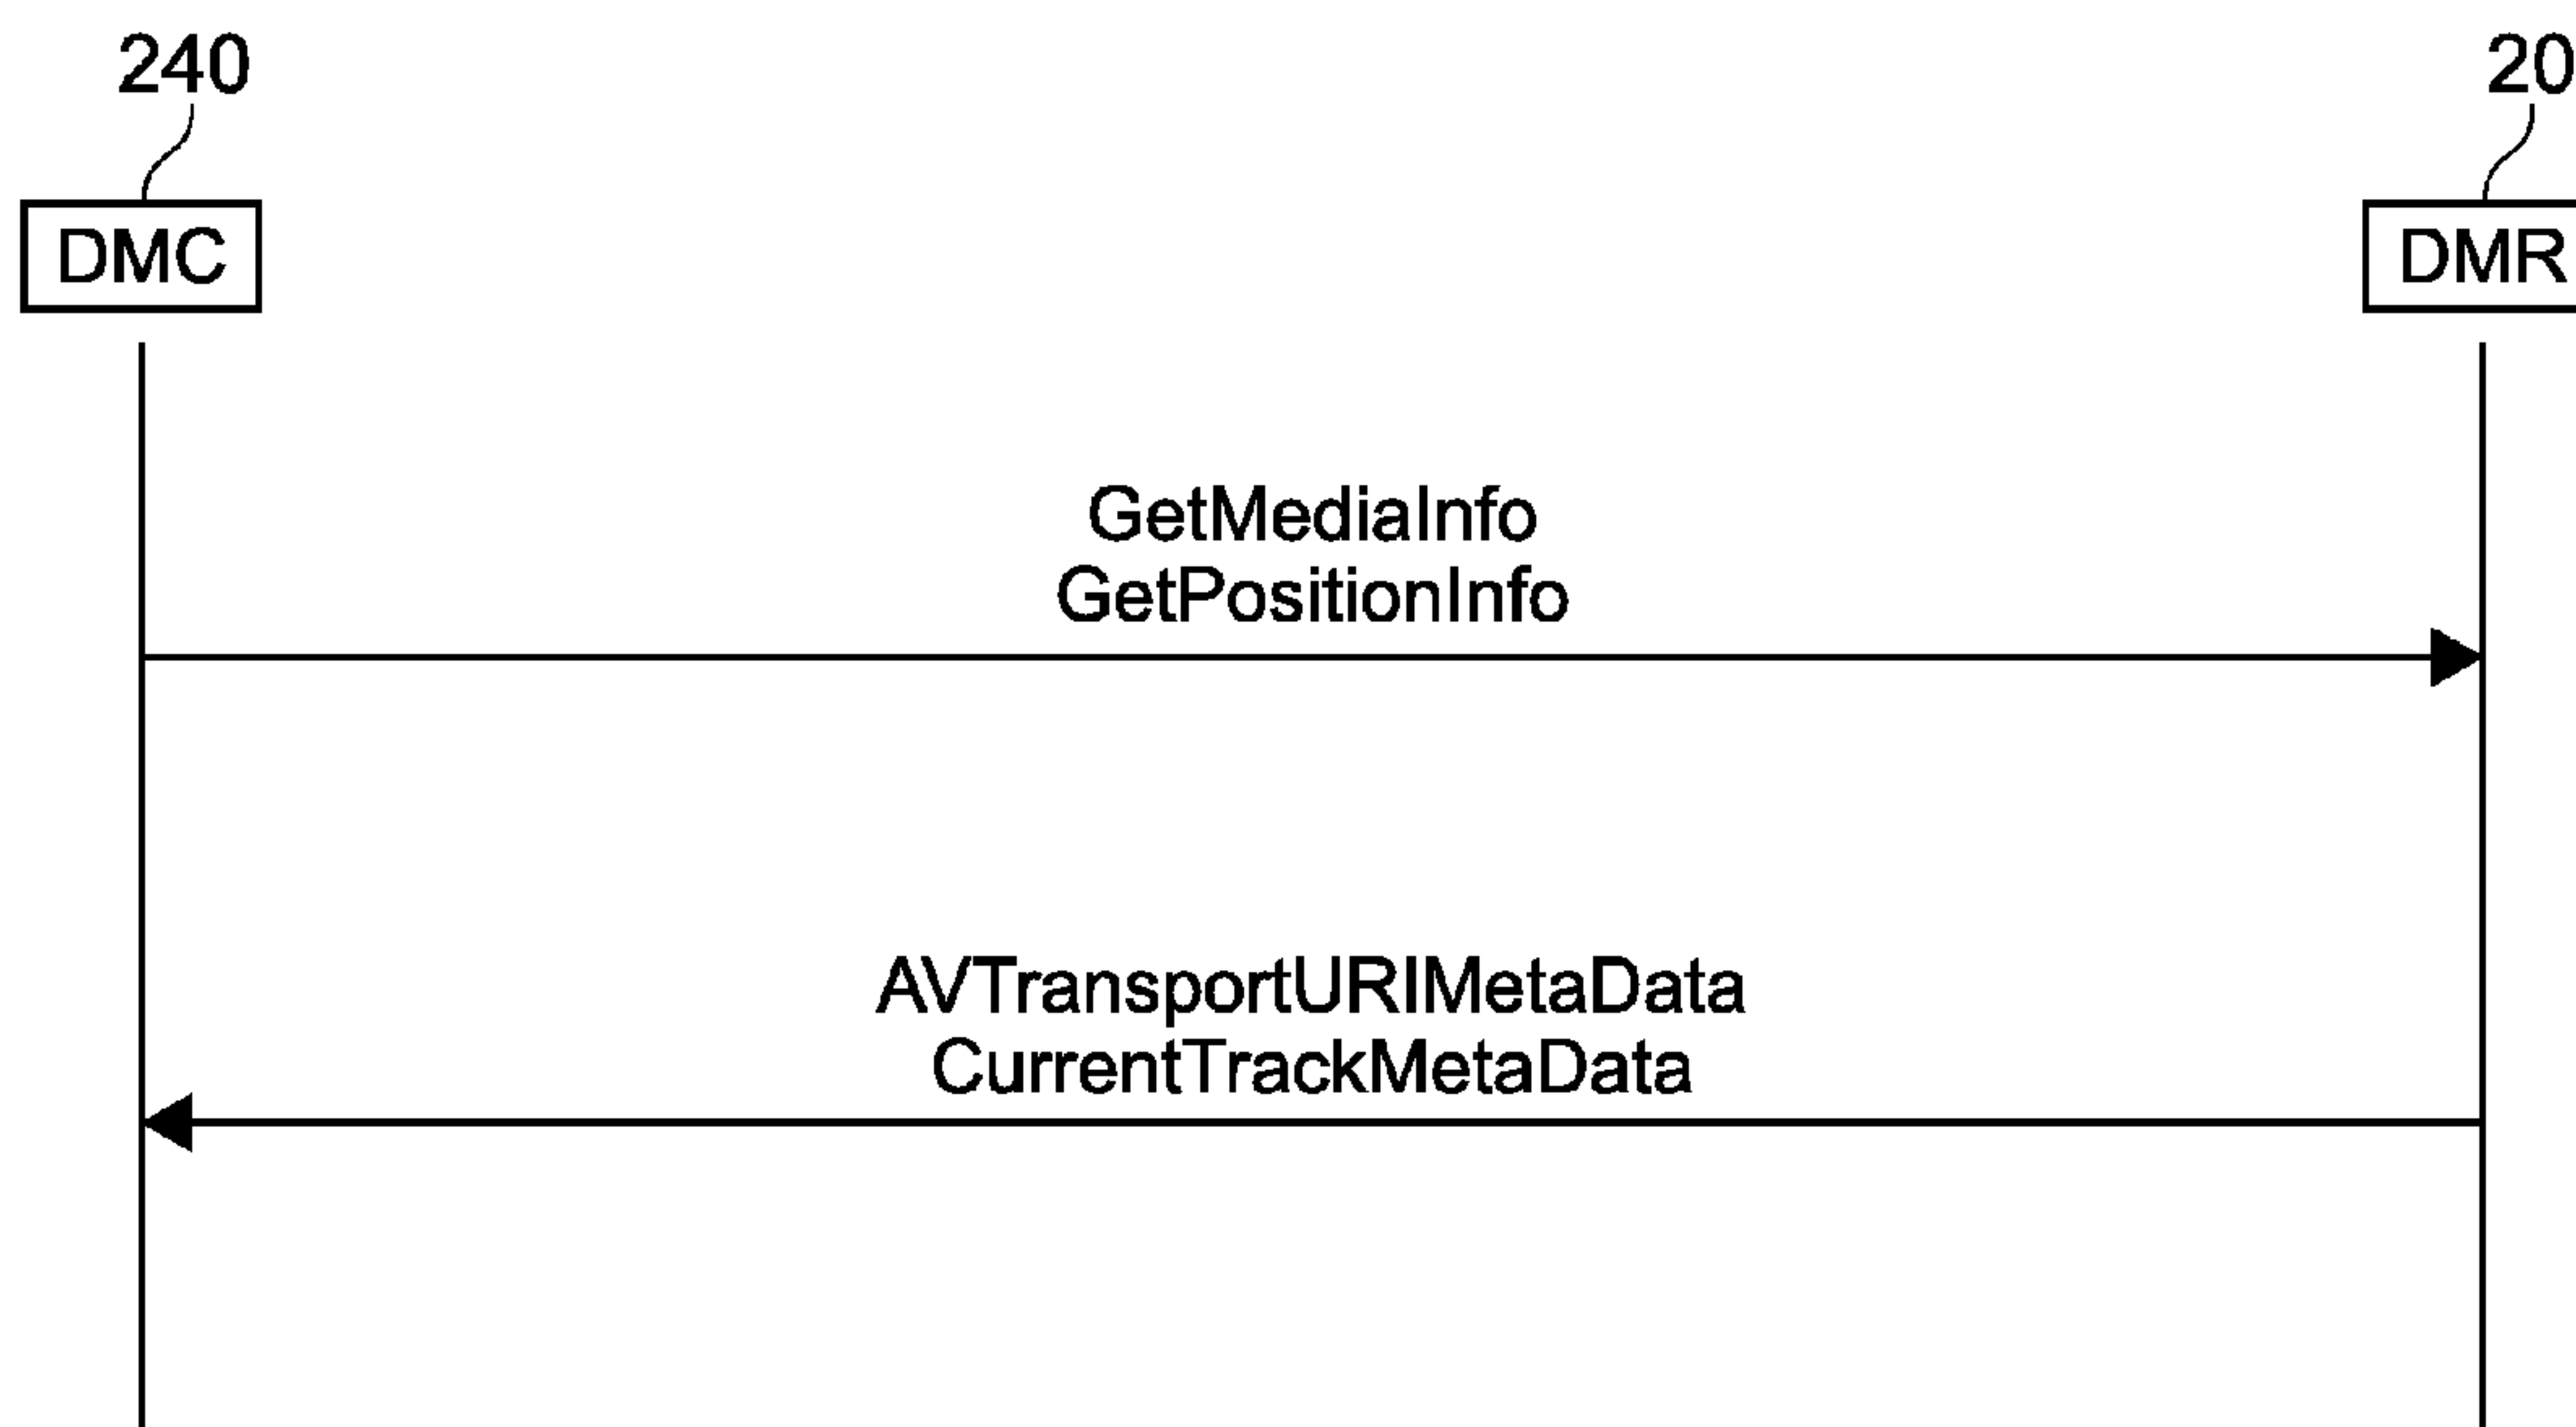 240
20
DMC
DMR
GetMediaInfo
GetPositionInfo
AVTransportURIMetaData
CurrentTrackMetaData